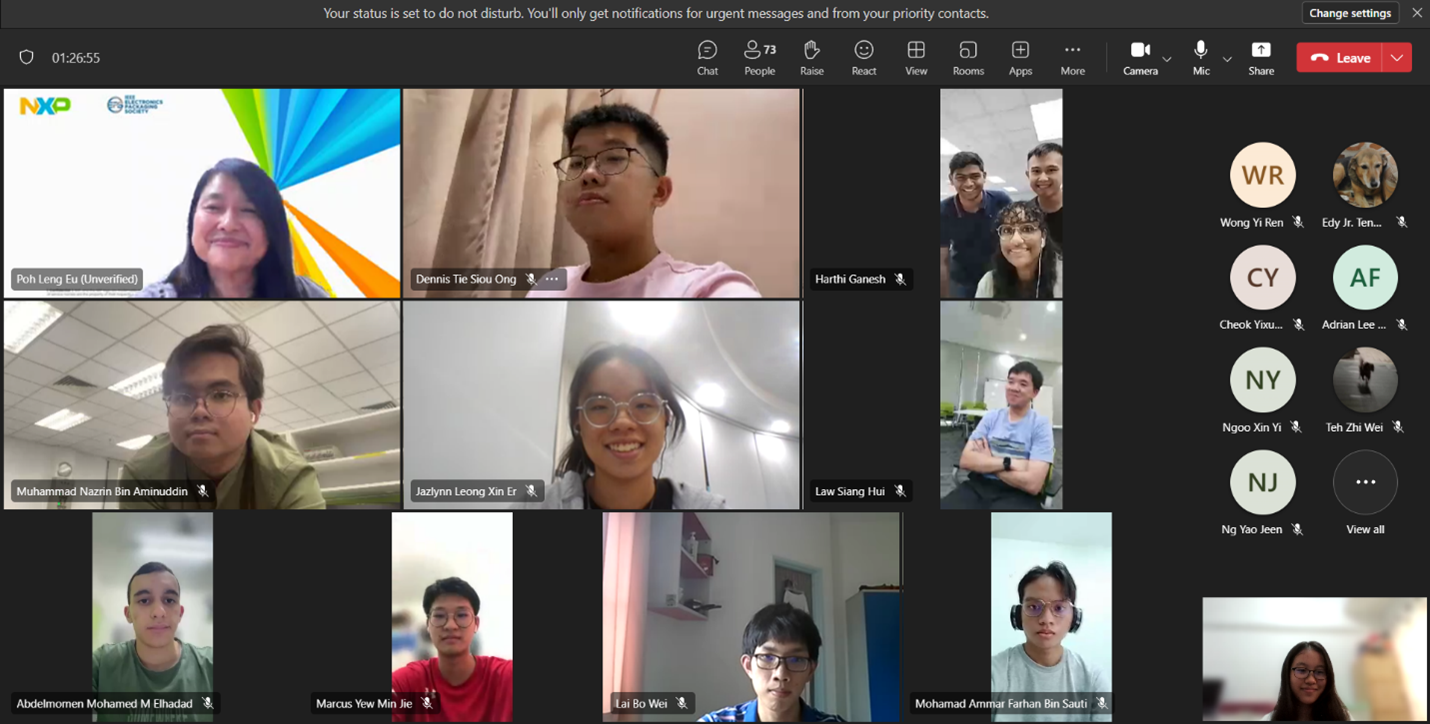 Your status is set to do not disturb. You'll only get notifications for urgent messages and from your priority contacts.
Change settings
01:26:55
73
Chat
People
Raise
React
View
Rooms
Apps
More
Camera
Mic
Share
Leave
NXP
IEEE
ELECTRONICS
PACKAGING
SOCIETY
Poh Leng Eu (Unverified)
Dennis Tie Siou Ong
Harthi Ganesh
WR
Wong Yi Ren
Edy Jr. Ten...
CY
Cheok Yixu...
AF
Adrian Lee ...
Muhammad Nazrin Bin Aminuddin
Jazlynn Leong Xin Er
Law Siang Hui
NY
Ngoo Xin Yi
Teh Zhi Wei
NJ
Ng Yao Jeen
View all
Abdelmomen Mohamed M Elhadad
Marcus Yew Min Jie
Lai Bo Wei
Mohamad Ammar Farhan Bin Sauti